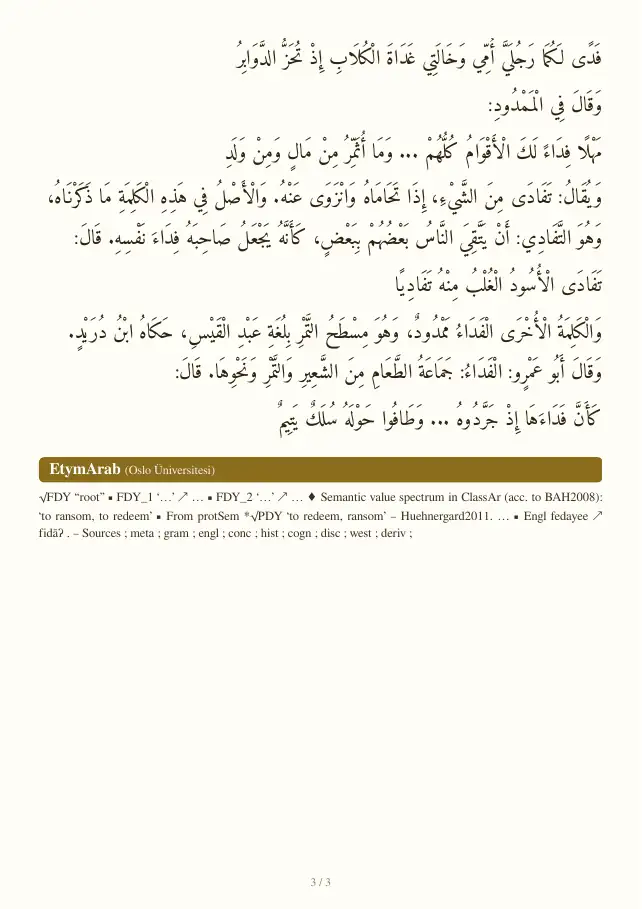 فَدًى لَكُمَا رَجُلَيَّ أُمِّي وَخَالَتِي غَدَاةَ الْكُلَابِ إِذْ تُحَزُّ الدَّوَابِرُ
وَقَالَ فِي الْمَمْدُودِ:
مَهْلًا فِدَاءً لَكَ الْأَقْوَامُ كُلُّهُمْ ... وَمَا أُثَمِّرُ مِنْ مَالٍ وَمِنْ وَلَدِ
وَيُقَالُ: تَفَادَى مِنَ الشَّيْءِ، إِذَا تَحَامَاهُ وَانْزَوَى عَنْهُ. وَالْأَصْلُ فِي هَذِهِ الْكَلِمَةِ مَا ذَكَرْنَاهُ،
وَهُوَ التَّفَادِي: أَنْ يَتَّقِيَ النَّاسُ بَعْضُهُمْ بِبَعْضٍ، كَأَنَّهُ يَجْعَلُ صَاحِبَهُ فِدَاءَ نَفْسِهِ. قَالَ:
تَفَادَى الْأُسُودُ الْغُلْبُ مِنْهُ تَفَادِيًا
وَالْكَلِمَةُ الْأُخْرَى الْفَدَاءُ مَمْدُودٌ، وَهُوَ مِسْطَحُ التَّمْرِ بِلُغَةِ عَبْدِ الْقَيْسِ، حَكَاهُ ابْنُ دُرَيْدٍ.
وَقَالَ أَبُو عَمْرٍو: الْفَدَاءُ: جَمَاعَةُ الطَّعَامِ مِنَ الشَّعِيرِ وَالتَّمْرِ وَنَحْوِهَا. قَالَ:
كَأَنَّ فَدَاءَهَا إِذْ جَرَّدُوهُ ... وَطَافُوا حَوْلَهُ سُلَكٌ يَتِيمٌ
EtymArab (Oslo Üniversitesi)
√FDY “root” ▪ FDY_1 ‘…’ ↗ … ▪ FDY_2 ‘…’ ↗ … ♦ Semantic value spectrum in ClassAr (acc. to BAH2008):
‘to ransom, to redeem’ ▪ From protSem *√PDY ‘to redeem, ransom’ – Huehnergard2011. … ▪ Engl fedayee ↗
fidāʔ . – Sources ; meta ; gram ; engl ; conc ; hist ; cogn ; disc ; west ; deriv ;
3 / 3